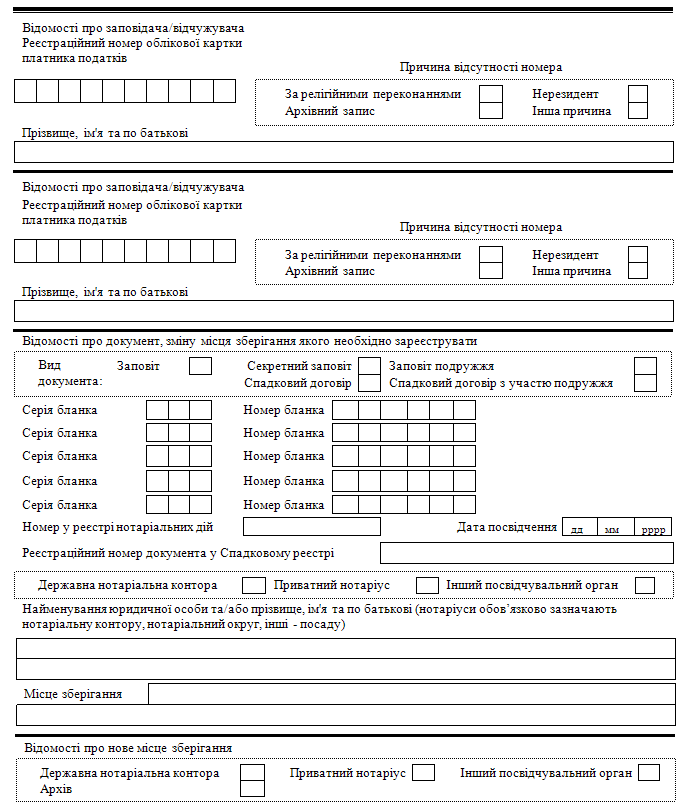 Відомості про заповідача/відчужувача
Реєстраційний номер облікової картки
платника податків
Причина відсутності номера
За релігійними переконаннями Нерезидент
Архівний запис Інша причина
Прізвище, ім'я та по батькові
Відомості про заповідача/відчужувача
Реєстраційний номер облікової картки
платника податків
Причина відсутності номера
За релігійними переконаннями Нерезидент
Архівний запис Інша причина
Прізвище, ім'я та по батькові
Відомості про документ, зміну місця зберігання якого необхідно зареєструвати
Вид Заповіт Секретний заповіт Заповіт подружжя
документа: Спадковий договір Спадковий договір з участю подружжя
Серія бланка Номер бланка
Серія бланка Номер бланка
Серія бланка Номер бланка
Серія бланка Номер бланка
Серія бланка Номер бланка
Номер у реєстрі нотаріальних дій Дата посвідчення дд мм рррр
Реєстраційний номер документа у Спадковому реєстрі
Державна нотаріальна контора Приватний нотаріус Інший посвідчувальний орган
Найменування юридичної особи та/або прізвище, ім'я та по батькові (нотаріуси обов’язково зазначають
нотаріальну контору, нотаріальний округ, інші - посаду)
Місце зберігання
Відомості про нове місце зберігання
Державна нотаріальна контора Приватний нотаріус Інший посвідчувальний орган
Архів